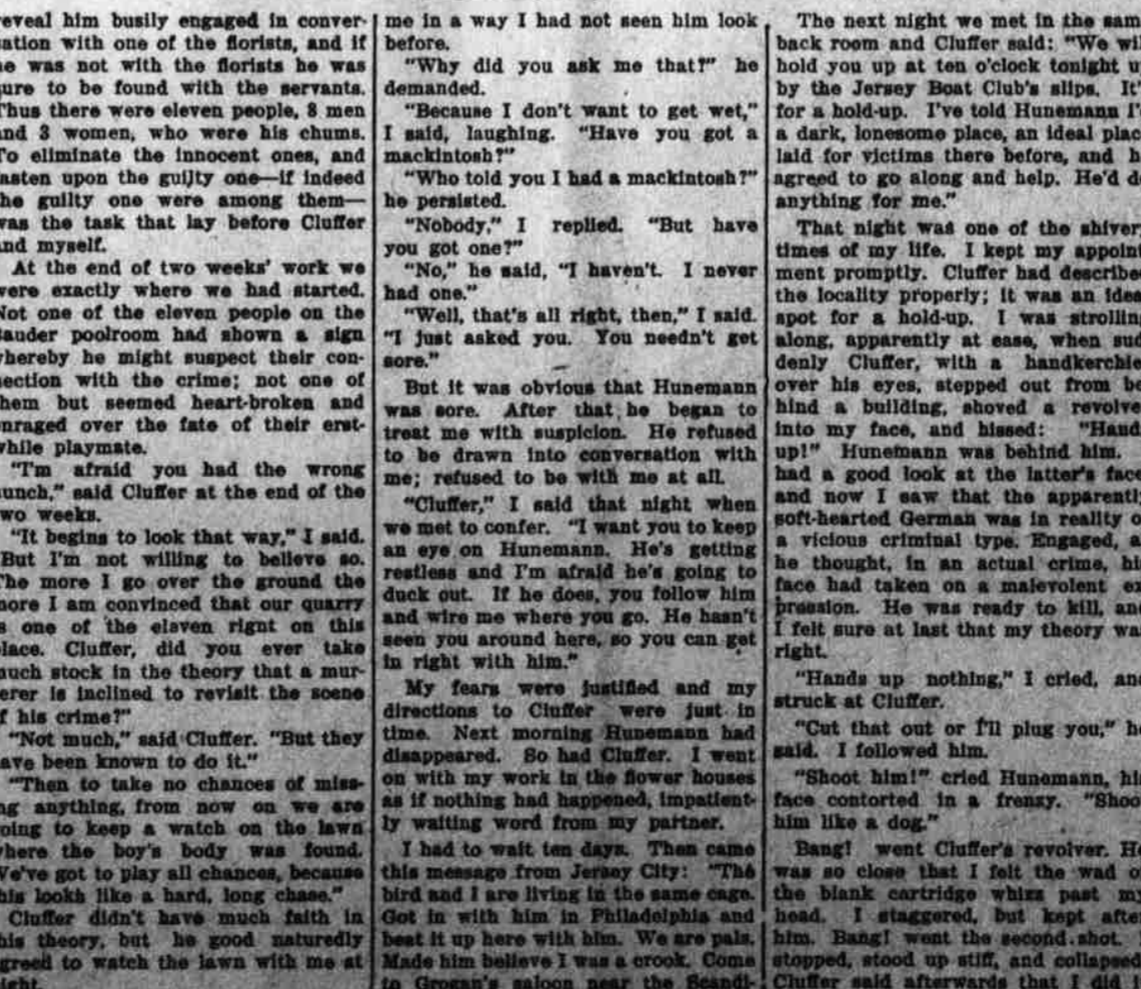 eveal him busily engaged in conver-
sation with one of the florists, and if
he was not with the florists he was
sure to be found with the servants.
Thus there were eleven people, 8 men
and 3 women, who were his chums.
To eliminate the innocent ones, and
fasten upon the guilty one—if indeed
the guilty one were among them—
was the task that lay before Cluffer
and myself.
At the end of two weeks' work we
were exactly where we had started.
Not one of the eleven people on the
Sauder poolroom had shown a sign
whereby he might suspect their con-
nection with the crime; not one of
them but seemed heart-broken and
enraged over the fate of their erst-
while playmate.
"I'm afraid you had the wrong
hunch," said Cluffer at the end of the
two weeks.
"It begins to look that way," I said.
"But I'm not willing to believe so.
The more I go over the ground the
more I am convinced that our quarry
is one of the elaven rignt on this
place. Cluffer, did you ever take
much stock in the theory that a mur-
derer is inclined to revisit the scene
of his crime?"
"Not much," said Cluffer. "But they
have been known to do it."
"Then to take no chances of miss-
ing anything, from now on we are
going to keep a watch on the lawn
where the boy's body was found.
We've got to play all chances, because
this lookh like a hard, long chase."
Cluffer didn't have much faith in
this theory, but he good naturedly
agreed to watch the lawn with me at
night.
me in a way I had not seen him look
before.
"Why did you ask me that?" he
demanded.
"Because I don't want to get wet,"
I said, laughing. "Have you got a
mackintosh?"
"Who told you I had a mackintosh?"
he persisted.
"Nobody," I replied. "But have
you got one?"
"No," he said, "I haven't. I never
had one."
"Well, that's all right, then," I said.
"I just asked you. You needn't get
sore."
But it was obvious that Hunemann
was sore. After that he began to
treat me with suspicion. He refused
to be drawn into conversation with
me; refused to be with me at all.
"Cluffer," I said that night when
we met to confer. "I want you to keep
an eye on Hunemann. He's getting
restless and I'm afraid he's going to
duck out. If he does, you follow him
and wire me where you go. He hasn't
seen you around here, so you can get
in right with him."
My fears were justified and my
directions to Cluffer were just in
time. Next morning Hunemann had
disappeared. So had Cluffer. I went
on with my work in the flower houses
as if nothing had happened, impatient-
ly waiting word from my partner.
I had to wait ten days. Then came
this message from Jersey City: "The
bird and I are living in the same cage.
Got in with him in Philadelphia and
beat it up here with him. We are pals.
Made him believe I was a crook. Come
to Grogan's saloon near the Scandi-
The next night we met in the sam
back room and Cluffer said: "We wil
hold you up at ten o'clock tonight u
by the Jersey Boat Club's slips. It'
for a hold-up. I've told Hunemann I'
a dark, lonesome place, an ideal plac
laid for victims there before, and h
agreed to go along and help. He'd d
anything for me."
That night was one of the shiver
times of my life. I kept my appoint
ment promptly. Cluffer had describe
the locality properly; it was an idea
spot for a hold-up. I was strollin
along, apparently at ease, when sud
denly Cluffer, with a handkerchie
over his eyes, stepped out from be
hind a building, shoved a revolve
into my face, and hissed: "Hand
up!" Hunemann was behind him.
had a good look at the latter's face
and now I saw that the apparentl
soft-hearted German was in reality o
a vicious criminal type. Engaged, a
he thought, in an actual crime, hi
face had taken on a malevolent ex
pression. He was ready to kill, an
I felt sure at last that my theory wa
right.
"Hands up nothing," I cried, and
struck at Cluffer.
"Cut that out or I'll plug you," he
said. I followed him.
"Shoot him!" cried Hunemann, hi
face contorted in a frenzy. "Shoo
him like a dog."
Bang! went Cluffer's revolver. He
was so close that I felt the wad o
the blank cartridge whizz past my
head. I staggered, but kept after
him. Bang! went the second shot.
stopped, stood up stiff, and collapsed
Cluffer said afterwards that I did i